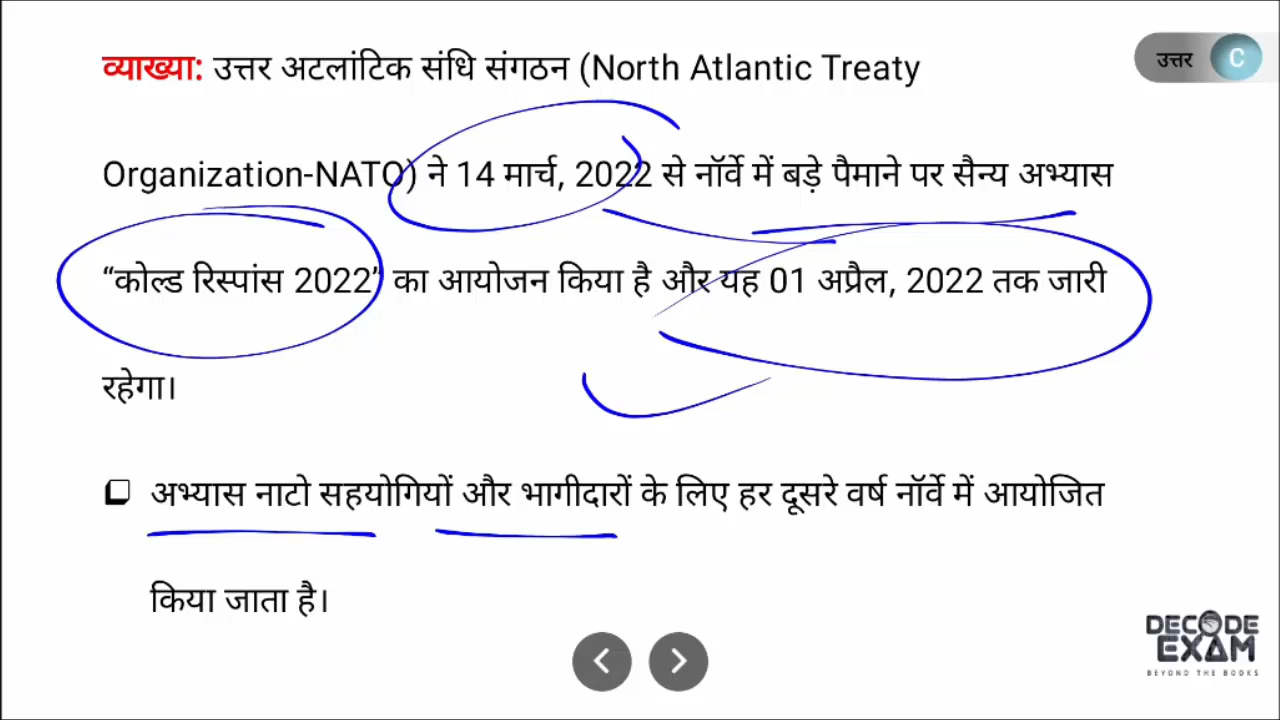 व्याख्या: उत्तर अटलांटिक संधि संगठन (North Atlantic Treaty
उत्तर C
Organization-NATO) ने 14 मार्च, 2022 से नॉर्वे में बड़े पैमाने पर सैन्य अभ्यास
“कोल्ड रिस्पांस 2022” का आयोजन किया है और यह 01 अप्रैल, 2022 तक जारी
रहेगा।
अभ्यास नाटो सहयोगियों और भागीदारों के लिए हर दूसरे वर्ष नॉर्वे में आयोजित
किया जाता है।
DECODE
EXAM
BEYOND THE BOOKS